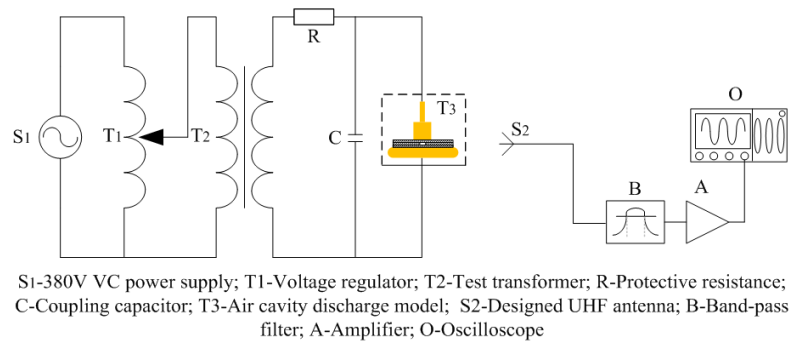 R
T3
O
S1
T1
T2
C
S2
B
A
S1-380V VC power supply; T1-Voltage regulator; T2-Test transformer; R-Protective resistance;
C-Coupling capacitor; T3-Air cavity discharge model; S2-Designed UHF antenna; B-Band-pass
filter; A-Amplifier; O-Oscilloscope